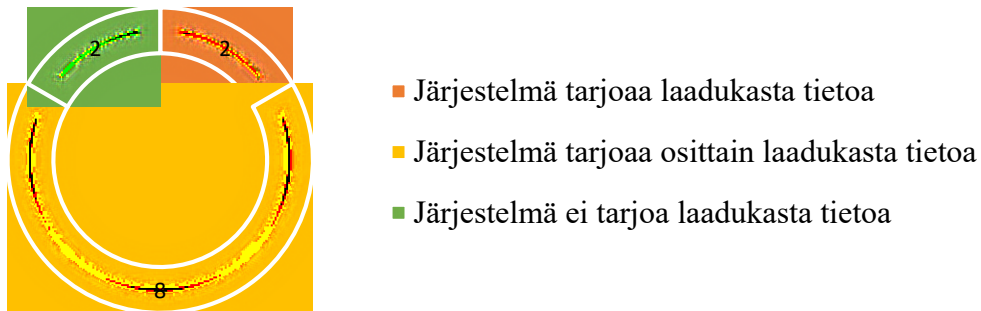 2
2
Järjestelmä tarjoaa laadukasta tietoa
Järjestelmä tarjoaa osittain laadukasta tietoa
Järjestelmä ei tarjoa laadukasta tietoa
8